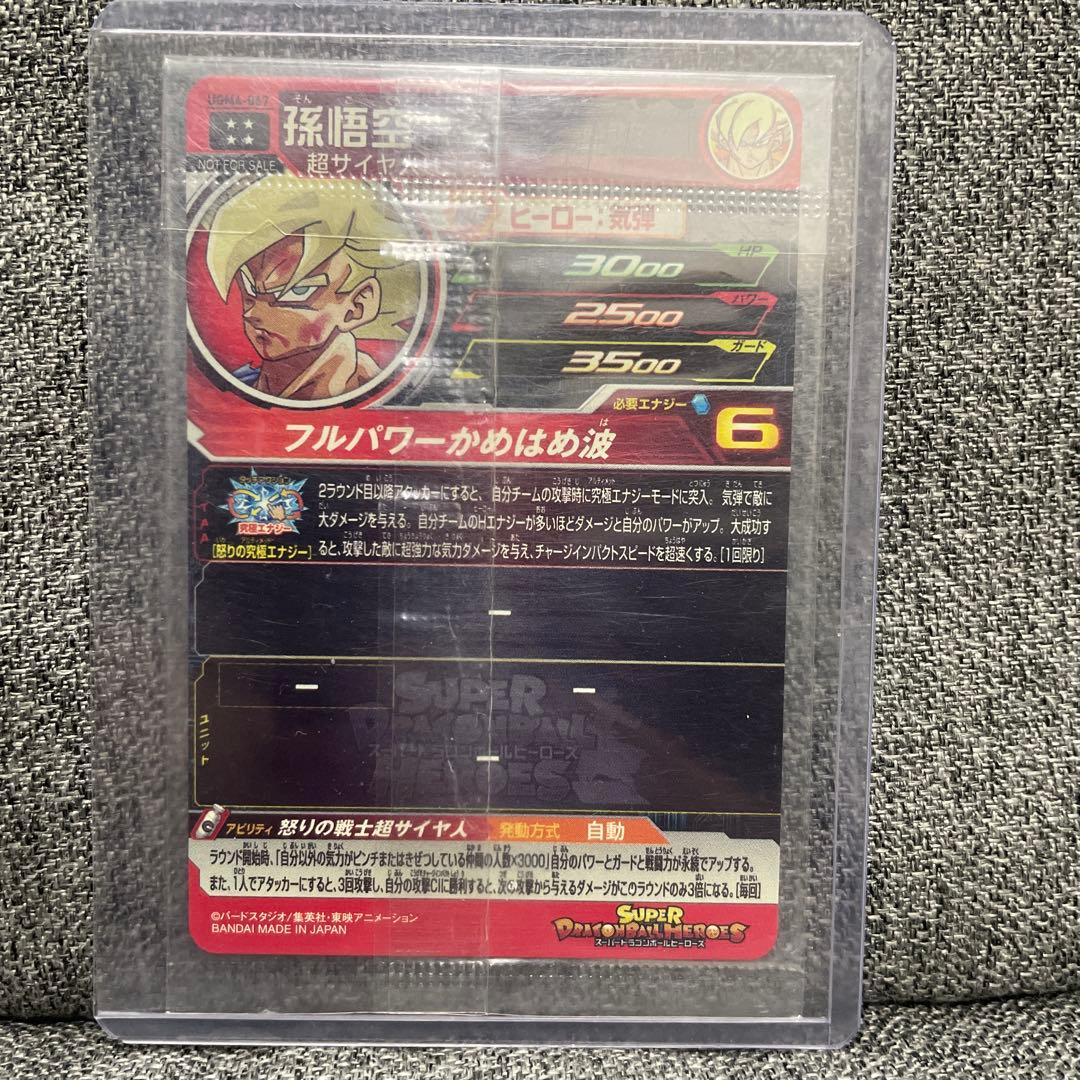 UGM4-067
孫悟空
そん
NOT FOR SALE
超サイヤ人
ヒーロー：気弾
HP
3000
パワー
2500
ガード
3500
必要エナジー
6
フルパワーかめはめ波
は
究極エナジー
[怒りの究極エナジー]
2ラウンド目以降アタッカーにすると、自分チームの攻撃時に究極エナジーモードに突入。気弾で敵に
大ダメージを与える。自分チームのHエナジーが多いほどダメージと自分のパワーがアップ。大成功す
ると、攻撃した敵に超強力な気力ダメージを与え、チャージインパクトスピードを超速くする。[1回限り]
ー
ユニット
ー ー
ー
SUPER
DRAGONBALL
スーパードラゴンボールヒーローズ
HEROES
アビリティ 怒りの戦士超サイヤ人 発動方式 自動
ラウンド開始時、「自分以外の気力がピンチまたはきぜつしている仲間の人数×3000」自分のパワーとガードと戦闘力が永続でアップする。
また、1人でアタッカーにすると、3回攻撃し、自分の攻撃CIに勝利すると、次の攻撃から与えるダメージがこのラウンドのみ3倍になる。[毎回]
©バードスタジオ/集英社・東映アニメーション
BANDAI MADE IN JAPAN
SUPER
DRAGONBALL HEROES
スーパードラゴンボールヒーローズ